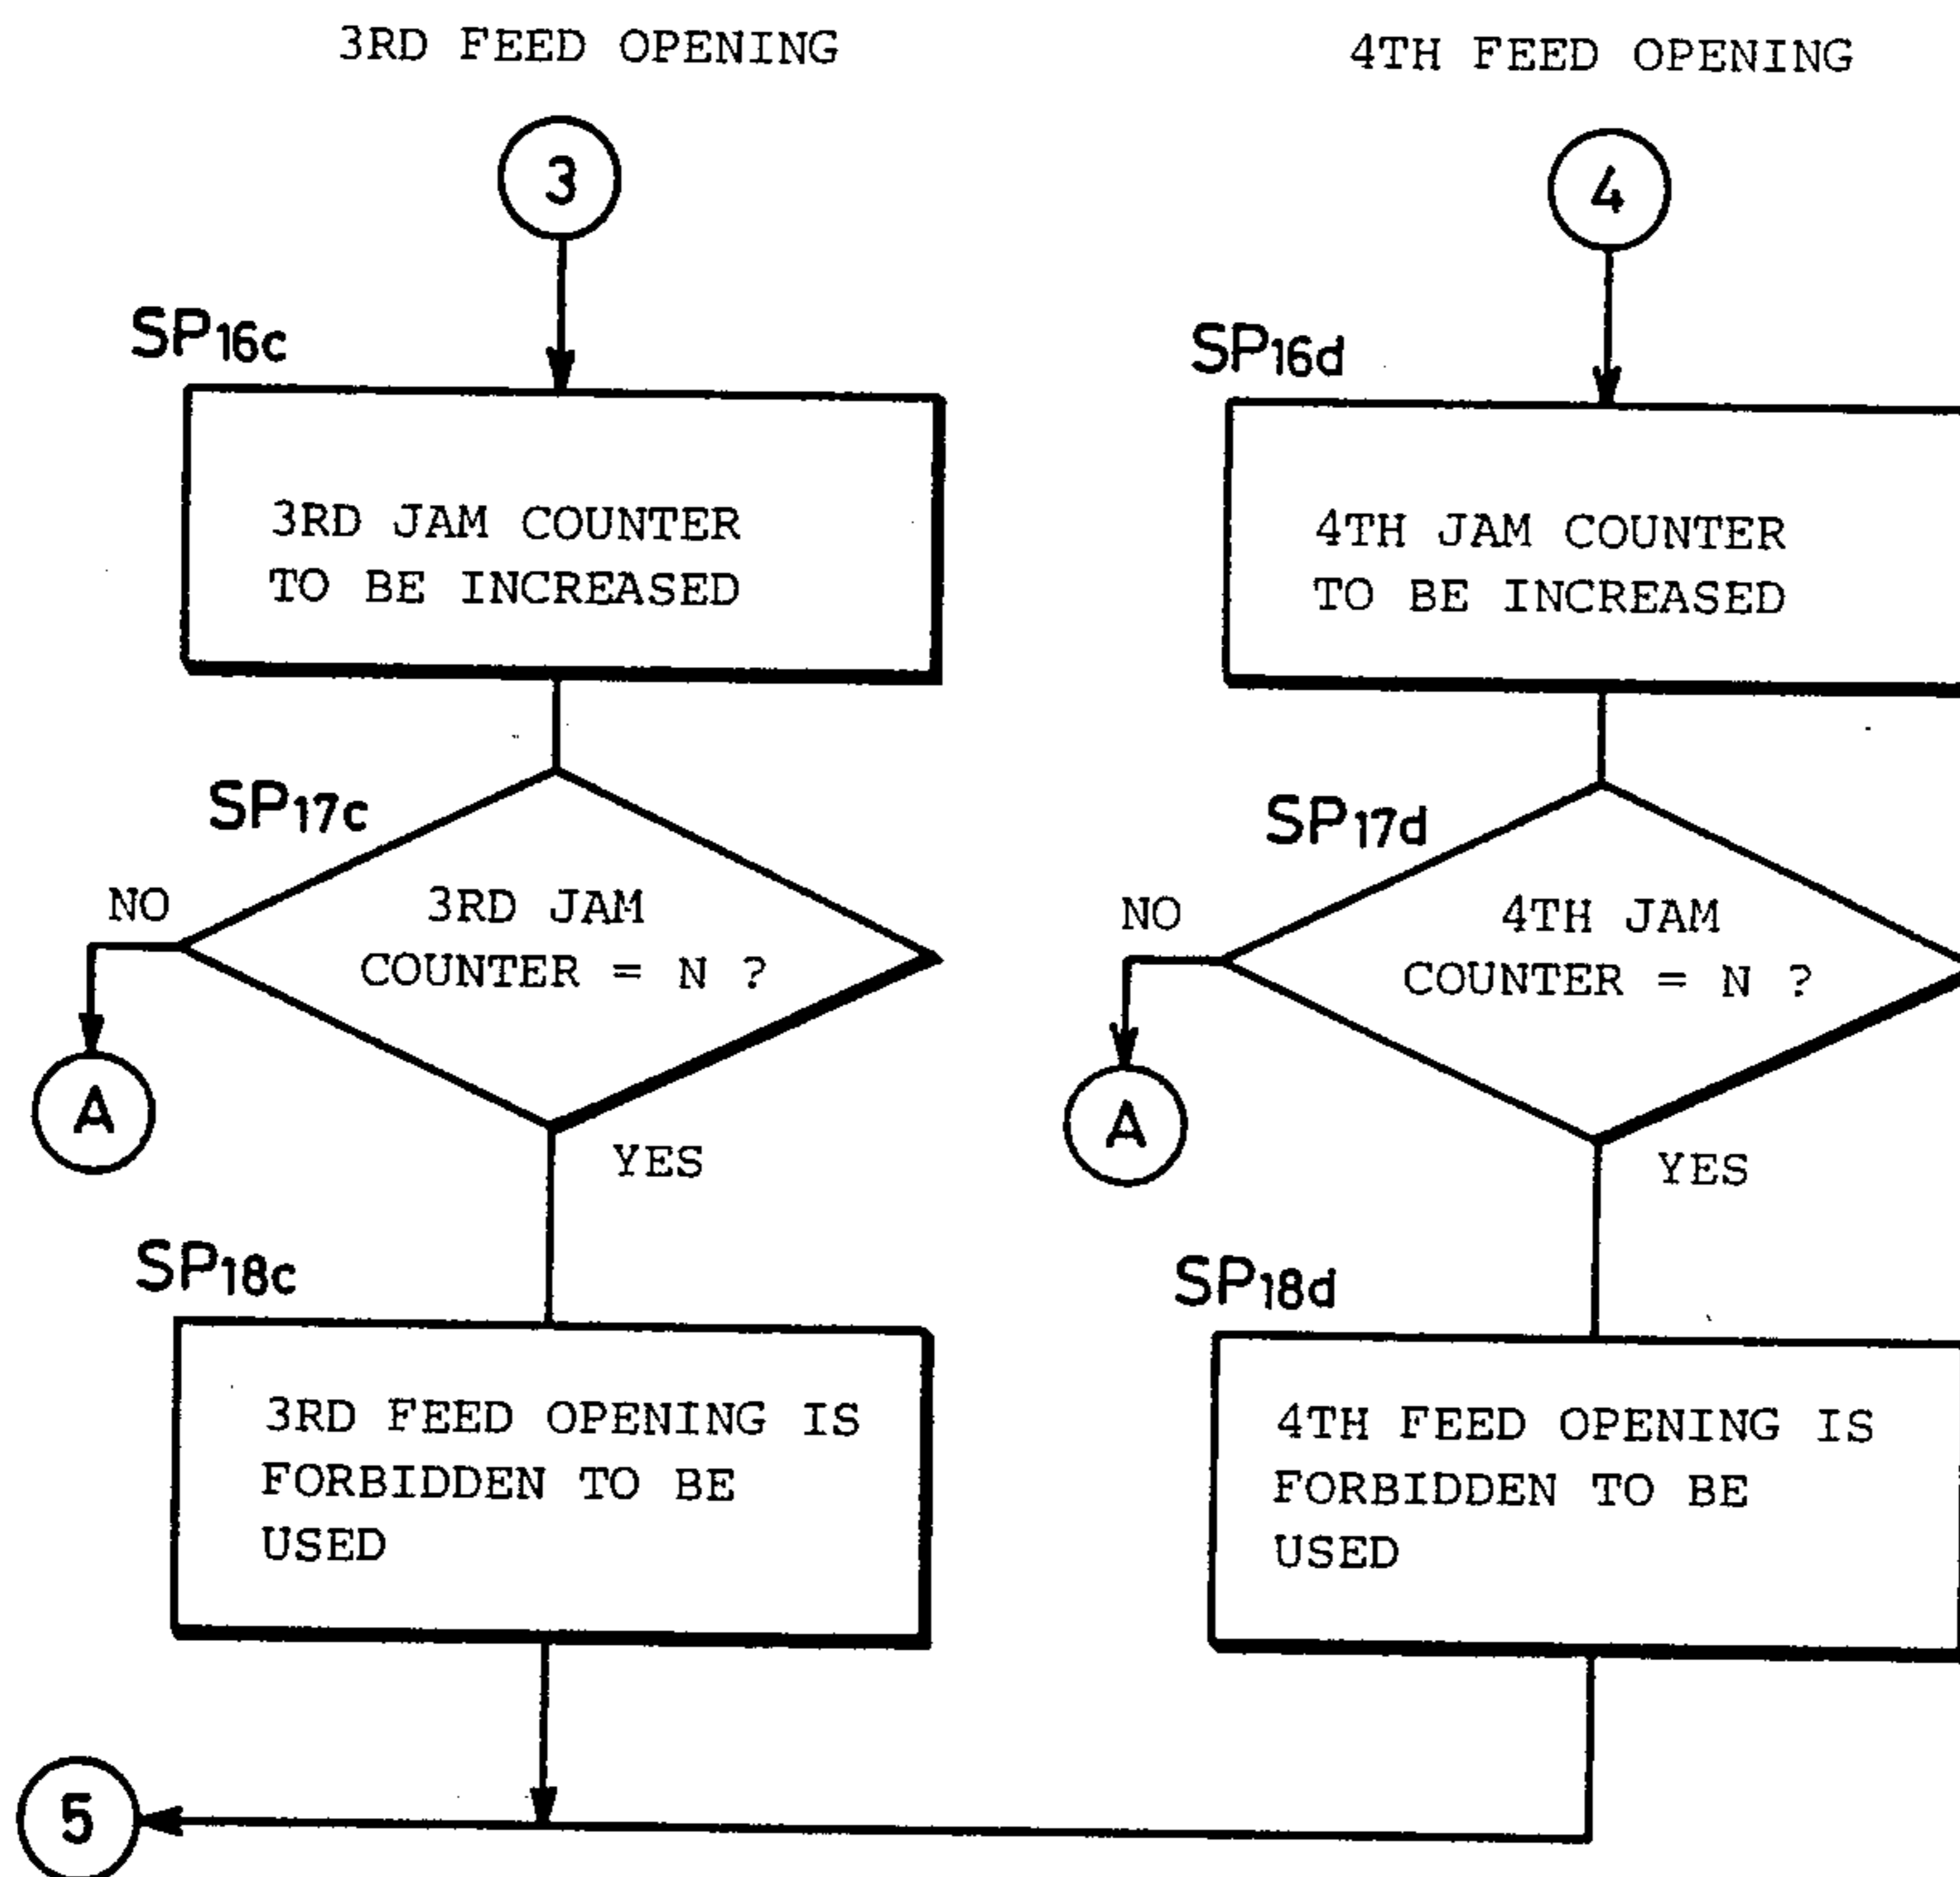 3RD FEED OPENING
3
SP16c
3RD JAM COUNTER
TO BE INCREASED
SP17c
NO
3RD JAM
COUNTER = N ?
A
YES
SP18c
3RD FEED OPENING IS
FORBIDDEN TO BE
USED
5
4TH FEED OPENING
4
SP16d
4TH JAM COUNTER
TO BE INCREASED
SP17d
NO
4TH JAM
COUNTER = N ?
A
YES
SP18d
4TH FEED OPENING IS
FORBIDDEN TO BE
USED